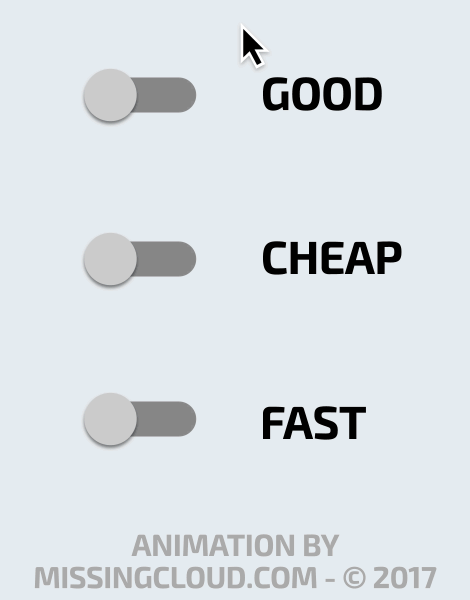 GOOD
CHEAP
FAST
ANIMATION BY
MISSINGCLOUD.COM - © 2017